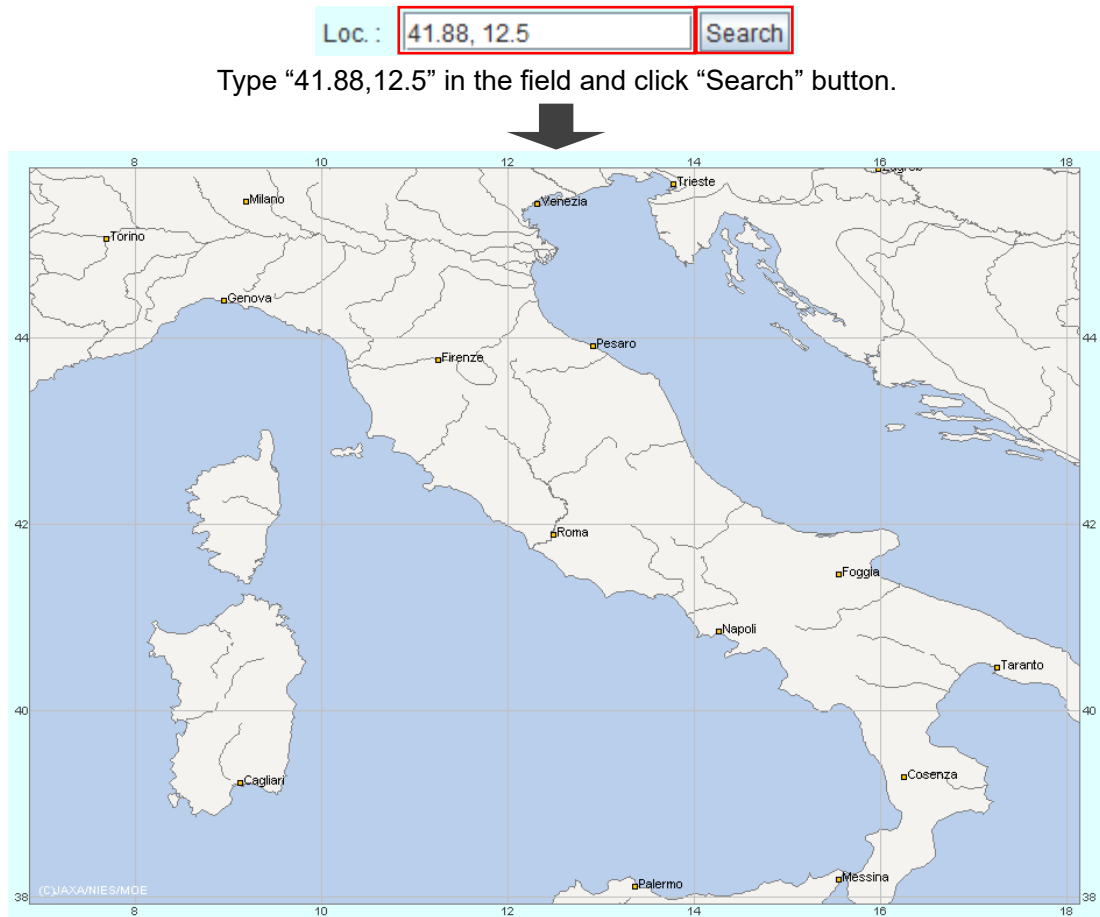 Loc. : 41.88, 12.5 Search
Type “41.88,12.5” in the field and click “Search” button.
8 10 12 14 16 18
Zagreb
Trieste
Milano
Venezia
Torino
Genova
44 44
Pesaro
Firenze
42 42
Roma
Foggia
Napoli
Taranto
40 40
Cosenza
Cagliari
Messina
Palermo
(C)JAXA/NIES/MOE
38 38
8 10 12 14 16 18